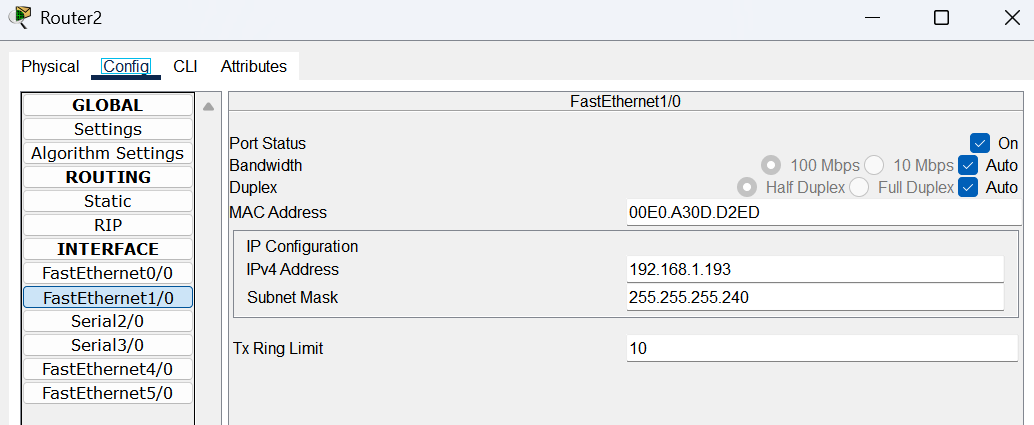 Router2
Physical Config CLI Attributes
GLOBAL
Settings
Algorithm Settings
ROUTING
Static
RIP
INTERFACE
FastEthernet0/0
FastEthernet1/0
Serial2/0
Serial3/0
FastEthernet4/0
FastEthernet5/0
FastEthernet1/0
Port Status On
Bandwidth 100 Mbps 10 Mbps Auto
Duplex Half Duplex Full Duplex Auto
MAC Address 00E0.A30D.D2ED
IP Configuration
IPv4 Address 192.168.1.193
Subnet Mask 255.255.255.240
Tx Ring Limit 10